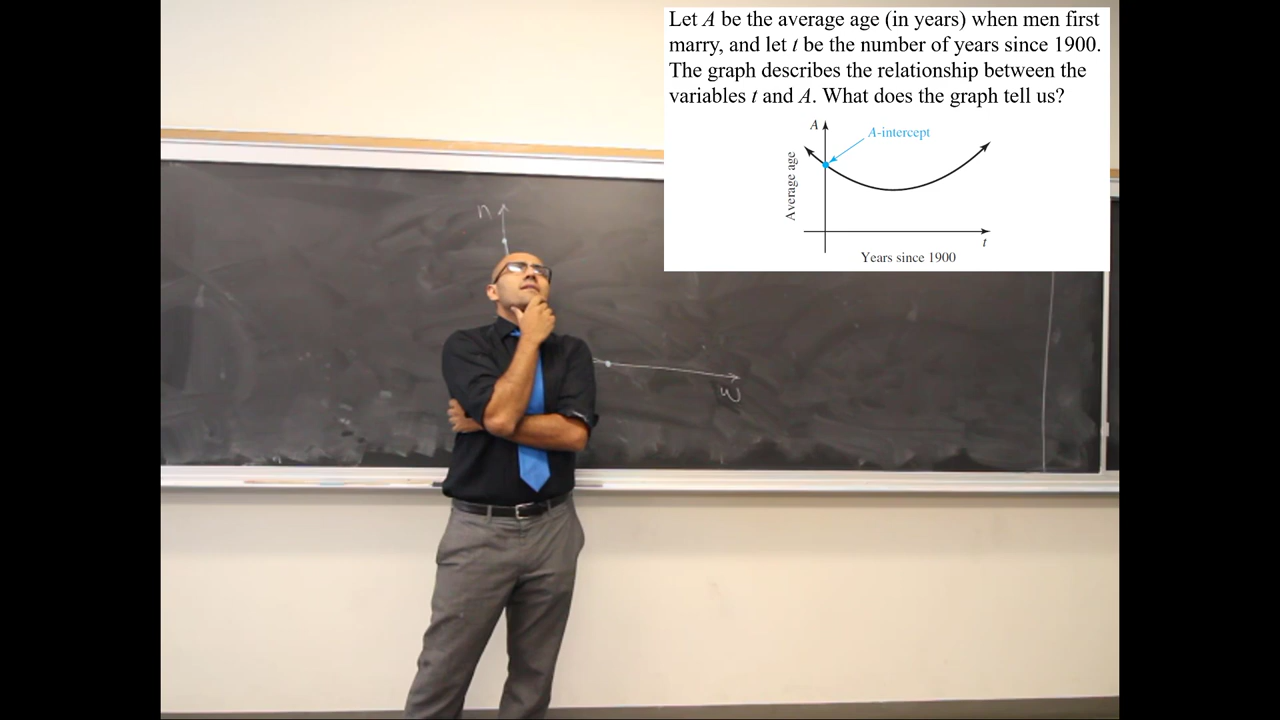 Let A be the average age (in years) when men first
marry, and let t be the number of years since 1900.
The graph describes the relationship between the
variables t and A. What does the graph tell us?
A
A-intercept
Average age
t
Years since 1900
n
w